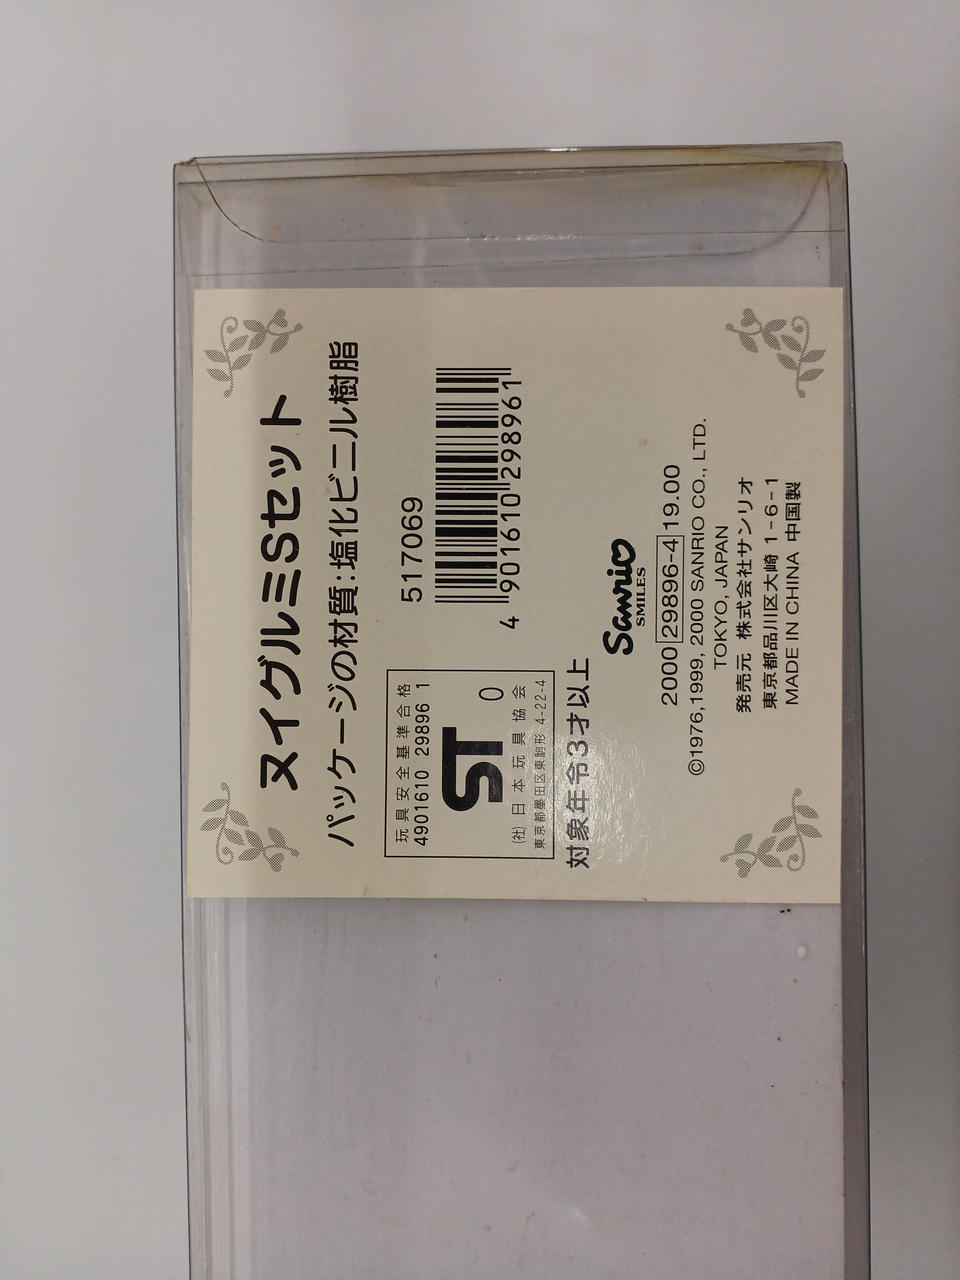 ヌイグルミSセット
パッケージの材質:塩化ビニル樹脂
玩具安全基準合格
4901610 29896 1
ST 0
(社) 日本玩具協会
東京都墨田区東駒形 4-22-4
517069
4 901610 298961
対象年令3才以上
Sanrio
SMILES
2000 29896-4 19.00
©1976,1999,2000 SANRIO CO., LTD.
TOKYO, JAPAN
発売元 株式会社サンリオ
東京都品川区大崎 1-6-1
MADE IN CHINA 中国製